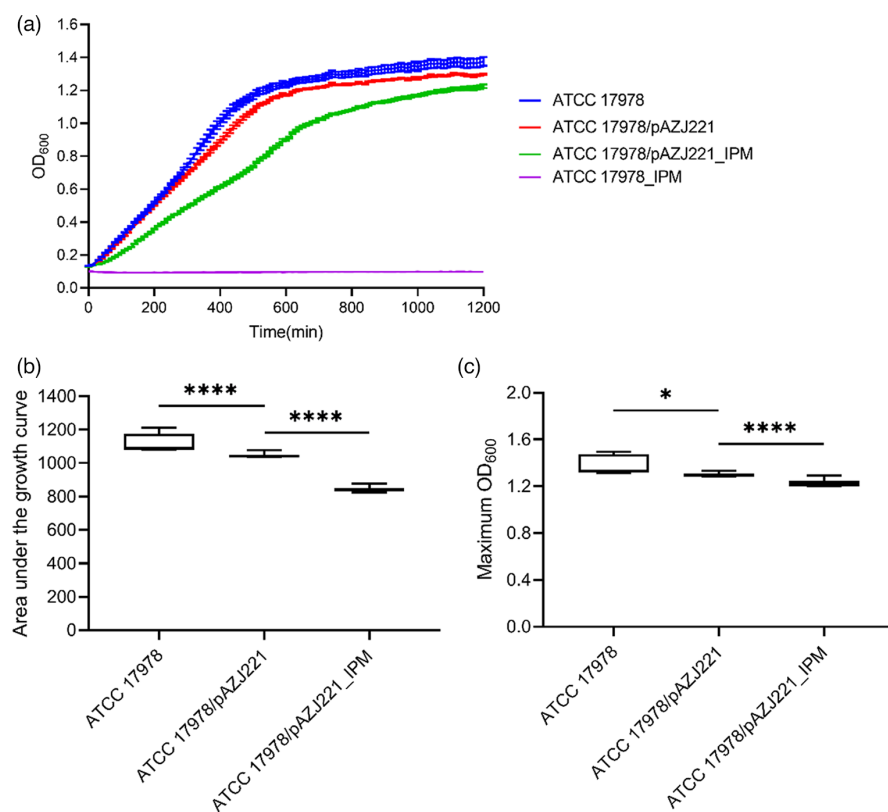 (a)
1.6
1.4
1.2
1.0
0.8
0.6
0.4
0.2
0.0
OD600
0 200 400 600 800 1000 1200
Time(min)
ATCC 17978
ATCC 17978/pAZJ221
ATCC 17978/pAZJ221_IPM
ATCC 17978_IPM
(b)
1400
1200
1000
800
600
400
200
0
Area under the growth curve
****
****
ATCC 17978
ATCC 17978/pAZJ221
ATCC 17978/pAZJ221_IPM
(c)
2.0
1.6
1.2
0.8
0.4
0.0
Maximum OD600
*
****
ATCC 17978
ATCC 17978/pAZJ221
ATCC 17978/pAZJ221_IPM